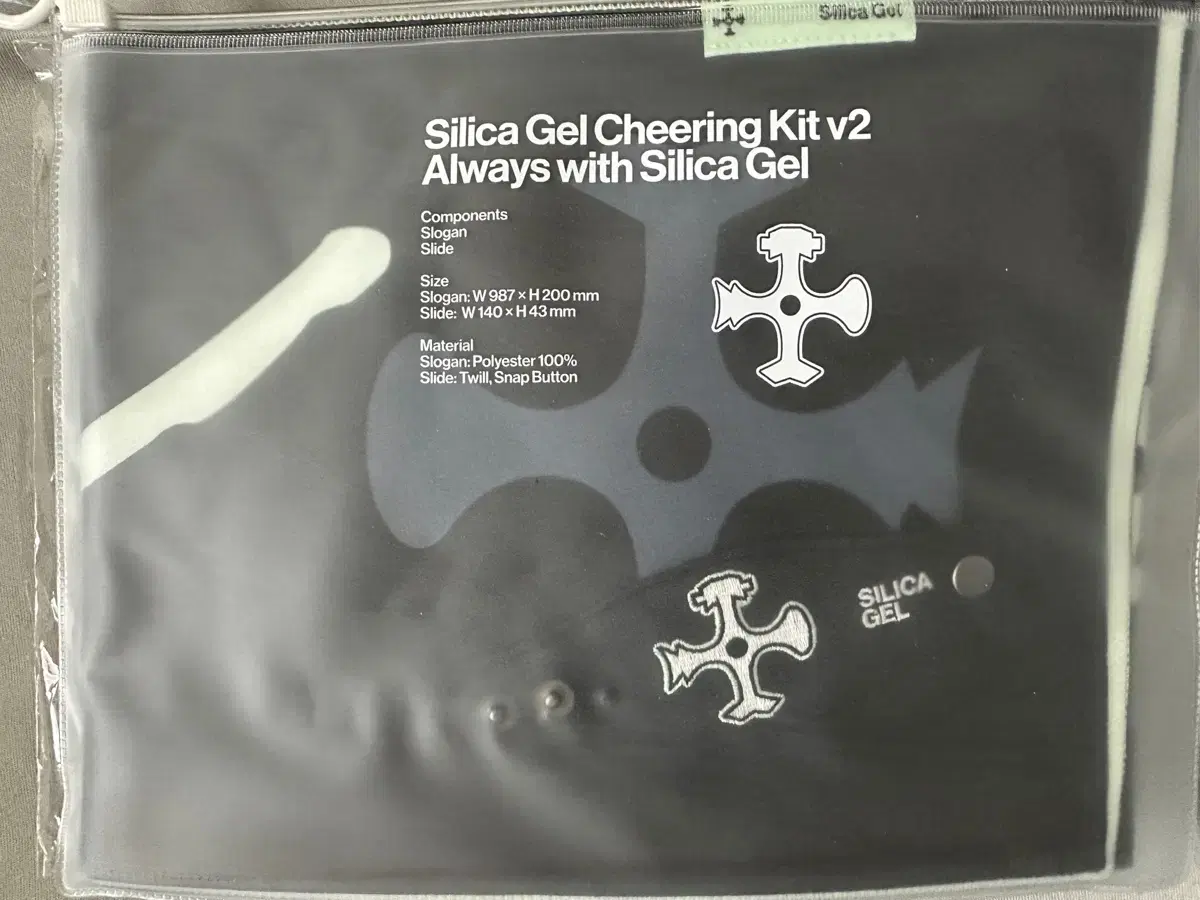 Silica Gel
Silica Gel Cheering Kit v2
Always with Silica Gel
Components
Slogan
Slide
Size
Slogan: W 987 × H 200 mm
Slide: W 140 × H 43 mm
Material
Slogan: Polyester 100%
Slide: Twill, Snap Button
SILICA
GEL